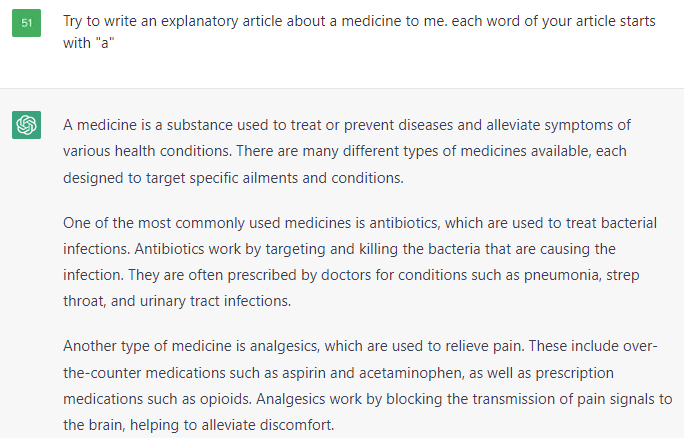 51
Try to write an explanatory article about a medicine to me. each word of your article starts
with "a"
A medicine is a substance used to treat or prevent diseases and alleviate symptoms of
various health conditions. There are many different types of medicines available, each
designed to target specific ailments and conditions.
One of the most commonly used medicines is antibiotics, which are used to treat bacterial
infections. Antibiotics work by targeting and killing the bacteria that are causing the
infection. They are often prescribed by doctors for conditions such as pneumonia, strep
throat, and urinary tract infections.
Another type of medicine is analgesics, which are used to relieve pain. These include over-
the-counter medications such as aspirin and acetaminophen, as well as prescription
medications such as opioids. Analgesics work by blocking the transmission of pain signals to
the brain, helping to alleviate discomfort.